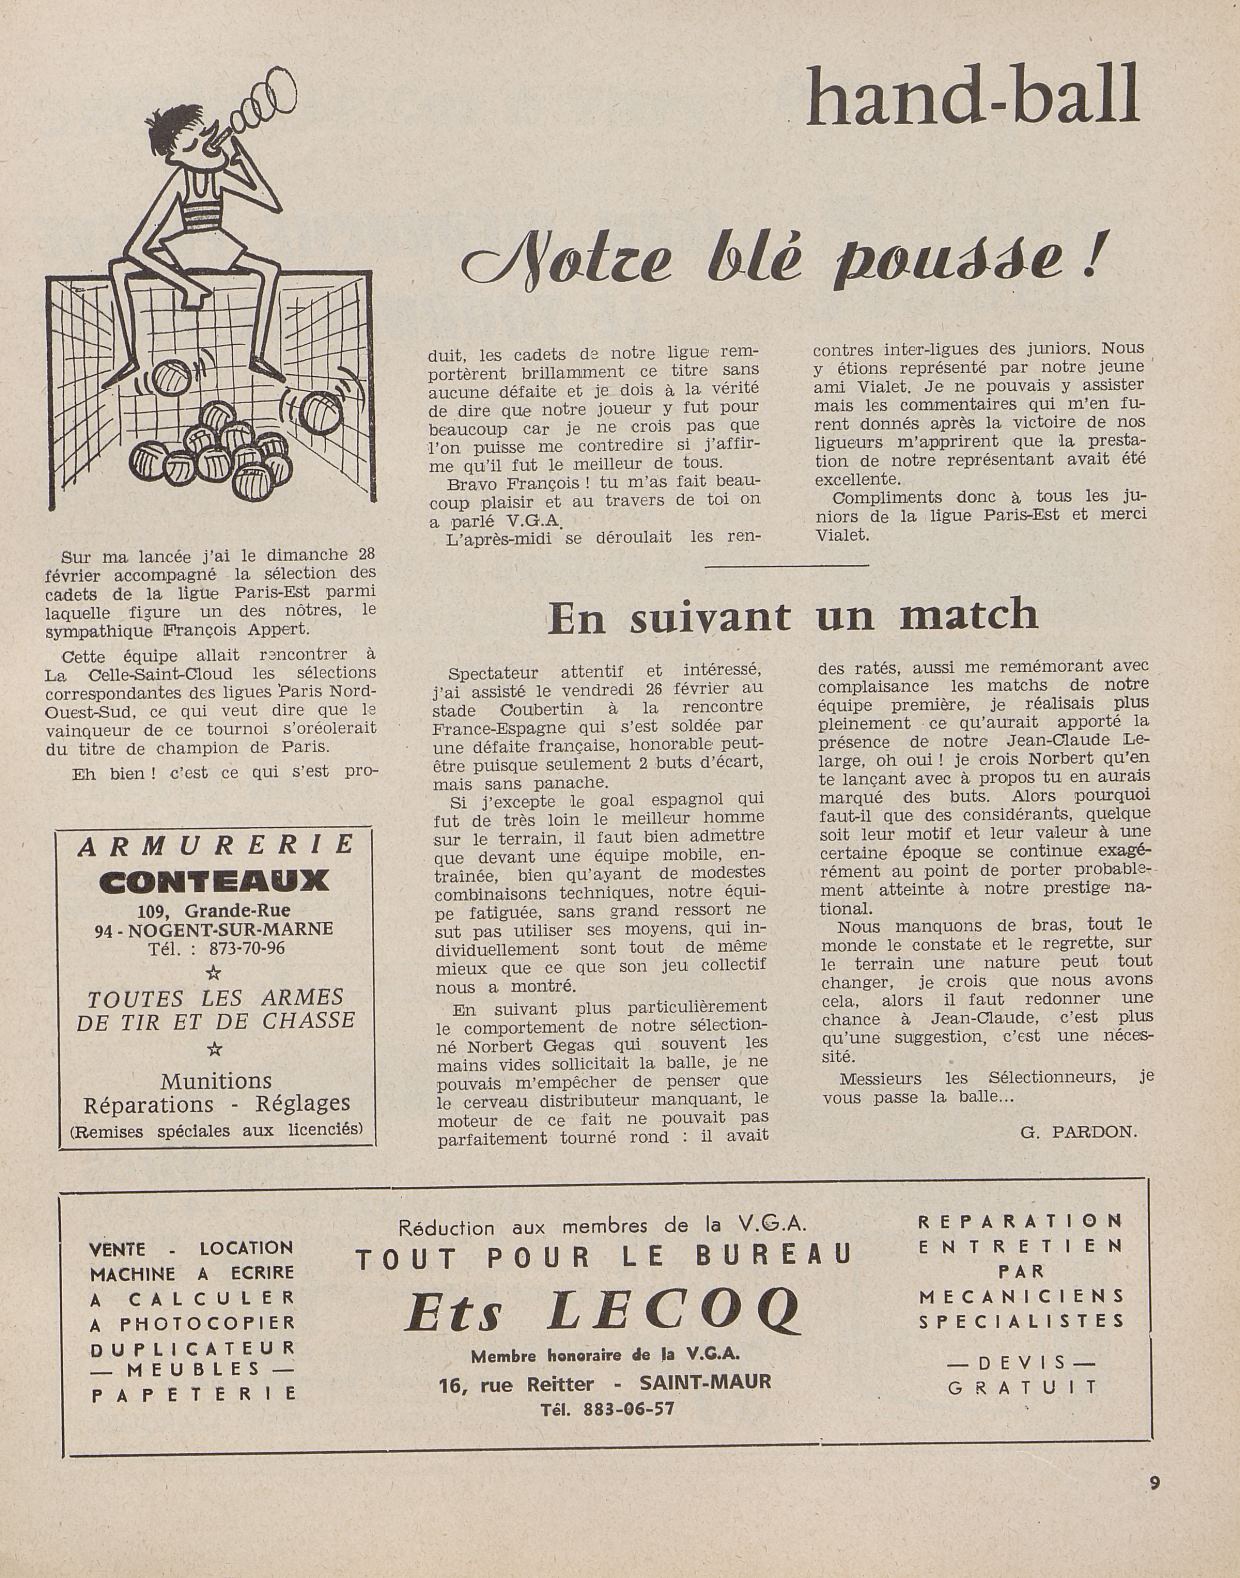 hand-ball
Notre blé pousse !
Sur ma lancée j'ai le dimanche 28
février accompagné la sélection des
cadets de la ligue Paris-Est parmi
laquelle figure un des nôtres, le
sympathique François Appert.
Cette équipe allait rencontrer à
La Celle-Saint-Cloud les sélections
correspondantes des ligues Paris Nord-
Ouest-Sud, ce qui veut dire que le
vainqueur de ce tournoi s'oréolerait
du titre de champion de Paris.
Eh bien ! c'est ce qui s'est pro-
duit, les cadets de notre ligue rem-
portèrent brillamment ce titre sans
aucune défaite et je dois à la vérité
de dire que notre joueur y fut pour
beaucoup car je ne crois pas que
l'on puisse me contredire si j'affir-
me qu'il fut le meilleur de tous.
Bravo François ! tu m'as fait beau-
coup plaisir et au travers de toi on
a parlé V.G.A.
L'après-midi se déroulait les ren-
contres inter-ligues des juniors. Nous
y étions représenté par notre jeune
ami Vialet. Je ne pouvais y assister
mais les commentaires qui m'en fu-
rent donnés après la victoire de nos
ligueurs m'apprirent que la presta-
tion de notre représentant avait été
excellente.
Compliments donc à tous les ju-
niors de la ligue Paris-Est et merci
Vialet.
En suivant un match
Spectateur attentif et intéressé,
j'ai assisté le vendredi 26 février au
stade Coubertin à la rencontre
France-Espagne qui s'est soldée par
une défaite française, honorable peut-
être puisque seulement 2 buts d'écart,
mais sans panache.
Si j'excepte le goal espagnol qui
fut de très loin le meilleur homme
sur le terrain, il faut bien admettre
que devant une équipe mobile, en-
trainée, bien qu'ayant de modestes
combinaisons techniques, notre équi-
pe fatiguée, sans grand ressort ne
sut pas utiliser ses moyens, qui in-
dividuellement sont tout de même
mieux que ce que son jeu collectif
nous a montré.
En suivant plus particulièrement
le comportement de notre sélection-
né Norbert Gegas qui souvent les
mains vides sollicitait la balle, je ne
pouvais m'empêcher de penser que
le cerveau distributeur manquant, le
moteur de ce fait ne pouvait pas
parfaitement tourné rond : il avait
des ratés, aussi me remémorant avec
complaisance les matchs de notre
équipe première, je réalisais plus
pleinement ce qu'aurait apporté la
présence de notre Jean-Claude Le-
large, oh oui ! je crois Norbert qu'en
te lançant avec à propos tu en aurais
marqué des buts. Alors pourquoi
faut-il que des considérants, quelque
soit leur motif et leur valeur à une
certaine époque se continue exagé-
rément au point de porter probable-
ment atteinte à notre prestige na-
tional.
Nous manquons de bras, tout le
monde le constate et le regrette, sur
le terrain une nature peut tout
changer, je crois que nous avons
cela, alors il faut redonner une
chance à Jean-Claude, c'est plus
qu'une suggestion, c'est une néces-
sité.
Messieurs les Sélectionneurs, je
vous passe la balle...
G. PARDON.
ARMURERIE
CONTEAUX
109, Grande-Rue
94 - NOGENT-SUR-MARNE
Tél. : 873-70-96
TOUTES LES ARMES
DE TIR ET DE CHASSE
Munitions
Réparations - Réglages
(Remises spéciales aux licenciés)
VENTE - LOCATION
MACHINE A ECRIRE
A CALCULER
A PHOTOCOPIER
DUPLICATEUR
— MEUBLES —
PAPETERIE
Réduction aux membres de la V.G.A.
TOUT POUR LE BUREAU
Ets LECOQ
Membre honoraire de la V.G.A.
16, rue Reitter - SAINT-MAUR
Tél. 883-06-57
REPARATION
ENTRETIEN
PAR
MECANICIENS
SPECIALISTES
— DEVIS —
GRATUIT
9